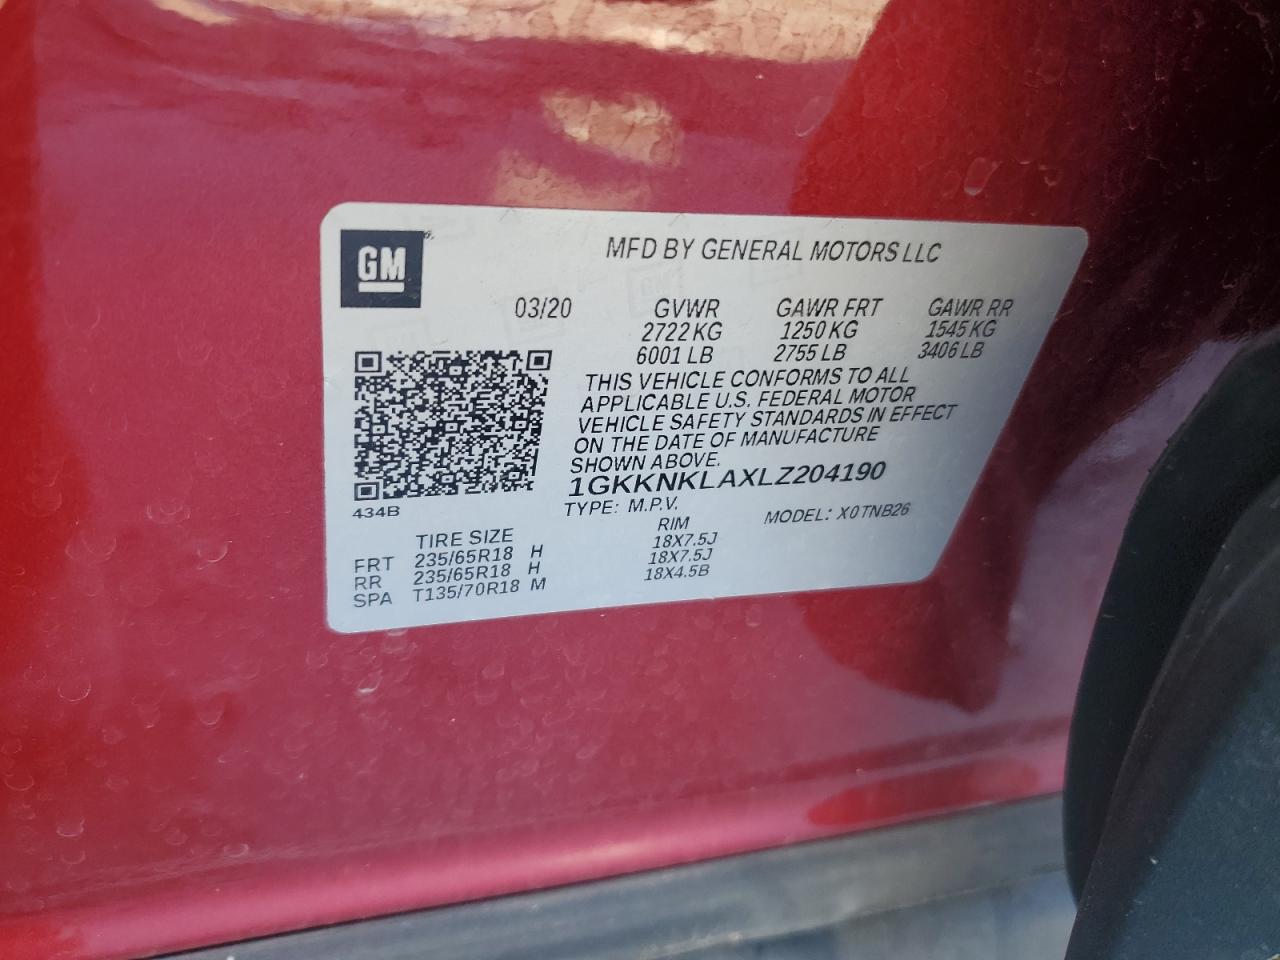 GM
MFD BY GENERAL MOTORS LLC
03/20 GVWR GAWR FRT GAWR RR
2722 KG 1250 KG 1545 KG
6001 LB 2755 LB 3406 LB
THIS VEHICLE CONFORMS TO ALL
APPLICABLE U.S. FEDERAL MOTOR
VEHICLE SAFETY STANDARDS IN EFFECT
ON THE DATE OF MANUFACTURE
SHOWN ABOVE.
1GKKNKLAXLZ204190
434B
TYPE: M.P.V. MODEL: X0TNB26
TIRE SIZE RIM
FRT 235/65R18 H 18X7.5J
RR 235/65R18 H 18X7.5J
SPA T135/70R18 M 18X4.5B